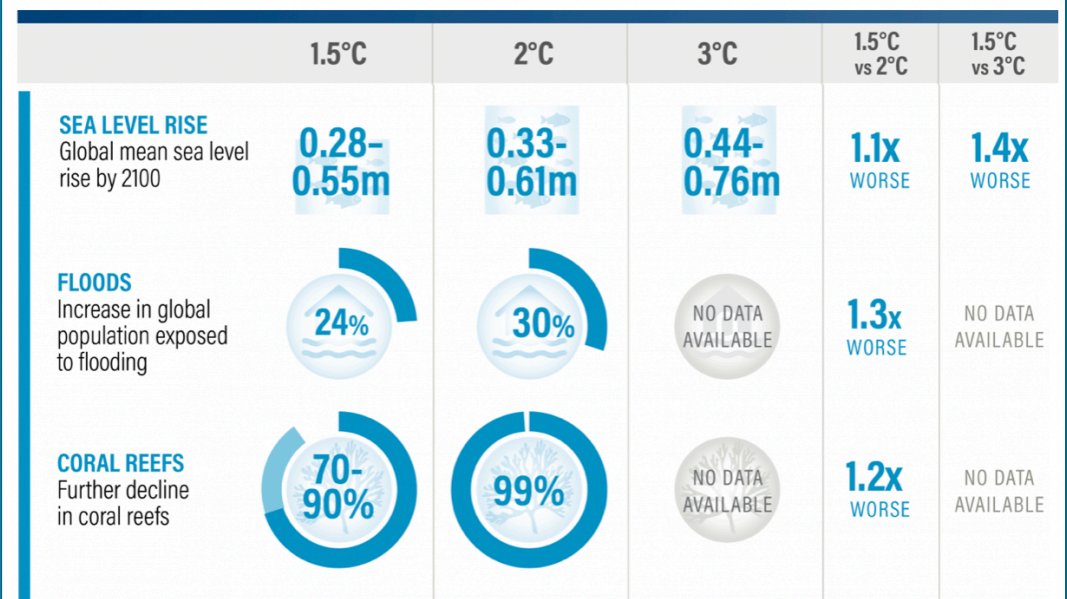 1.5°C
2°C
3°C
1.5°C
vs 2°C
1.5°C
vs 3°C
SEA LEVEL RISE
Global mean sea level
rise by 2100
0.28-
0.55m
0.33-
0.61m
0.44-
0.76m
1.1x
WORSE
1.4x
WORSE
FLOODS
Increase in global
population exposed
to flooding
24%
30%
NO DATA
AVAILABLE
1.3x
WORSE
NO DATA
AVAILABLE
CORAL REEFS
Further decline
in coral reefs
70-
90%
99%
NO DATA
AVAILABLE
1.2x
WORSE
NO DATA
AVAILABLE